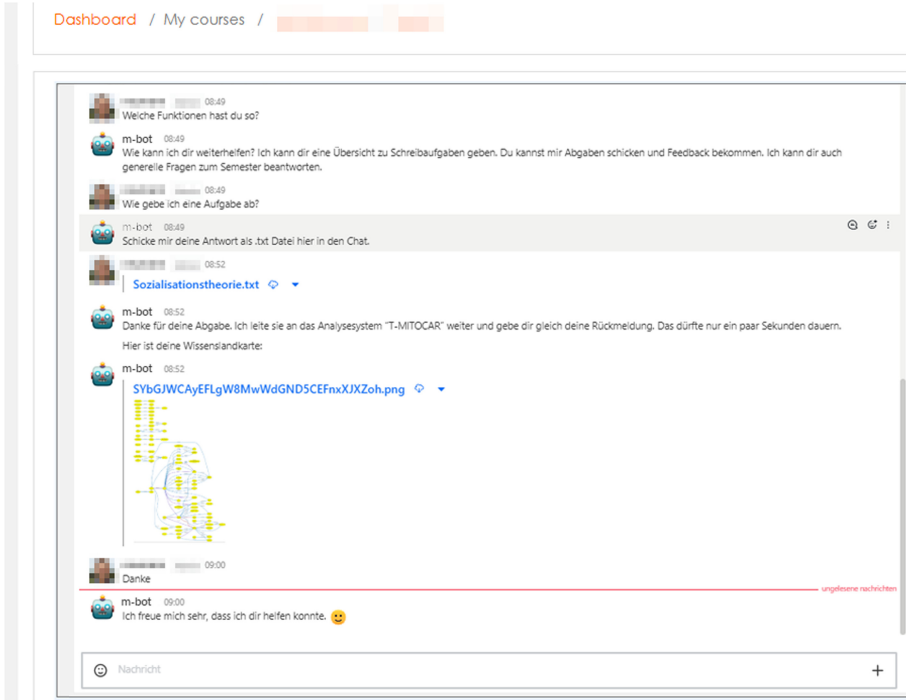 Dashboard / My courses /
08:49
Welche Funktionen hast du so?
m-bot 08:49
Wie kann ich dir weiterhelfen? Ich kann dir eine Übersicht zu Schreibaufgaben geben. Du kannst mir Abgaben schicken und Feedback bekommen. Ich kann dir auch
generelle Fragen zum Semester beantworten.
08:49
Wie gebe ich eine Aufgabe ab?
m-bot 08:49
Schicke mir deine Antwort als .txt Datei hier in den Chat.
08:52
Sozialisationstheorie.txt
m-bot 08:52
Danke für deine Abgabe. Ich leite sie an das Analysesystem "T-MITOCAR" weiter und gebe dir gleich deine Rückmeldung. Das dürfte nur ein paar Sekunden dauern.
Hier ist deine Wissenslandkarte:
m-bot 08:52
SYbGJWCAyEFLgW8MwWdGND5CEFnxXJXZoh.png
09:00
Danke
ungelesene nachrichten
m-bot 09:00
Ich freue mich sehr, dass ich dir helfen konnte. 🙂
Nachricht